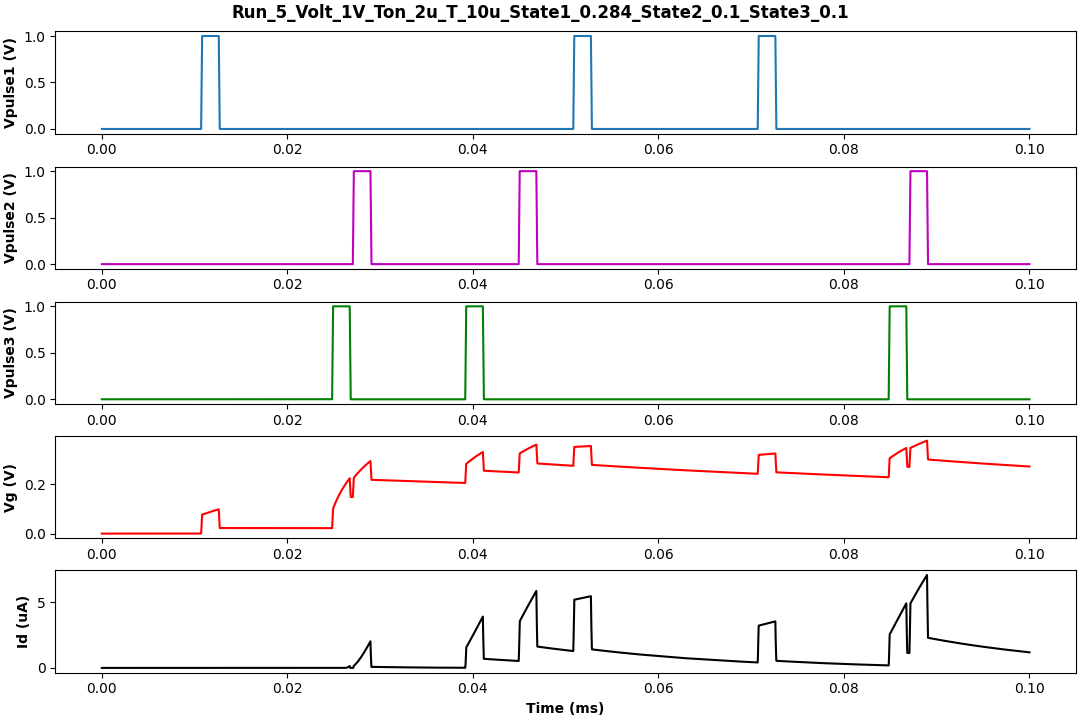 Run_5_Volt_1V_Ton_2u_T_10u_State1_0.284_State2_0.1_State3_0.1
Vpulse1 (V)
1.0
0.5
0.0
0.00 0.02 0.04 0.06 0.08 0.10
Vpulse2 (V)
1.0
0.5
0.0
0.00 0.02 0.04 0.06 0.08 0.10
Vpulse3 (V)
1.0
0.5
0.0
0.00 0.02 0.04 0.06 0.08 0.10
Vg (V)
0.2
0.0
0.00 0.02 0.04 0.06 0.08 0.10
Id (uA)
5
0
0.00 0.02 0.04 0.06 0.08 0.10
Time (ms)